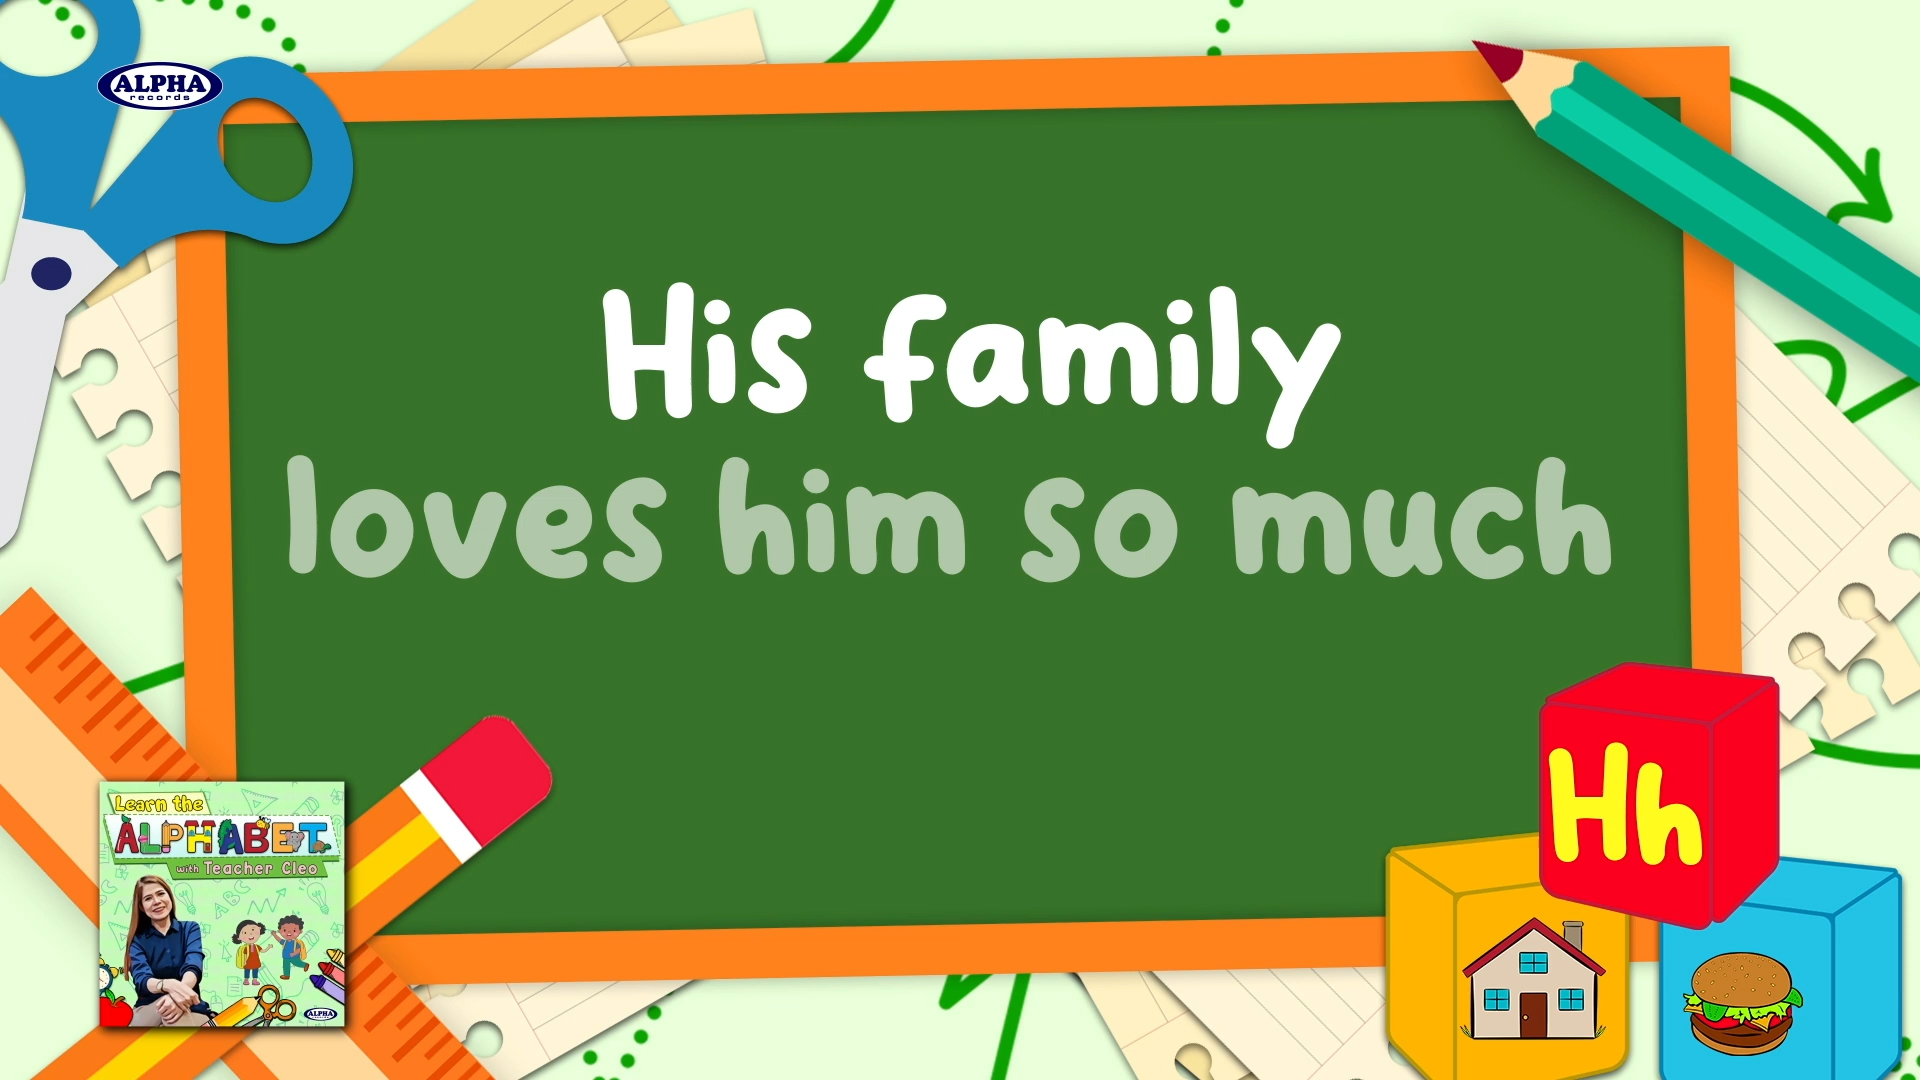 ALPHA
records
His family
loves him so much
Hh
Learn the
ALPHABET
with Teacher Cleo
ALPHA